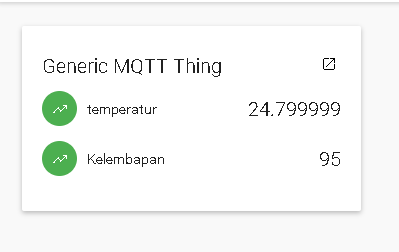 Generic MQTT Thing
temperatur 24.799999
Kelembapan 95